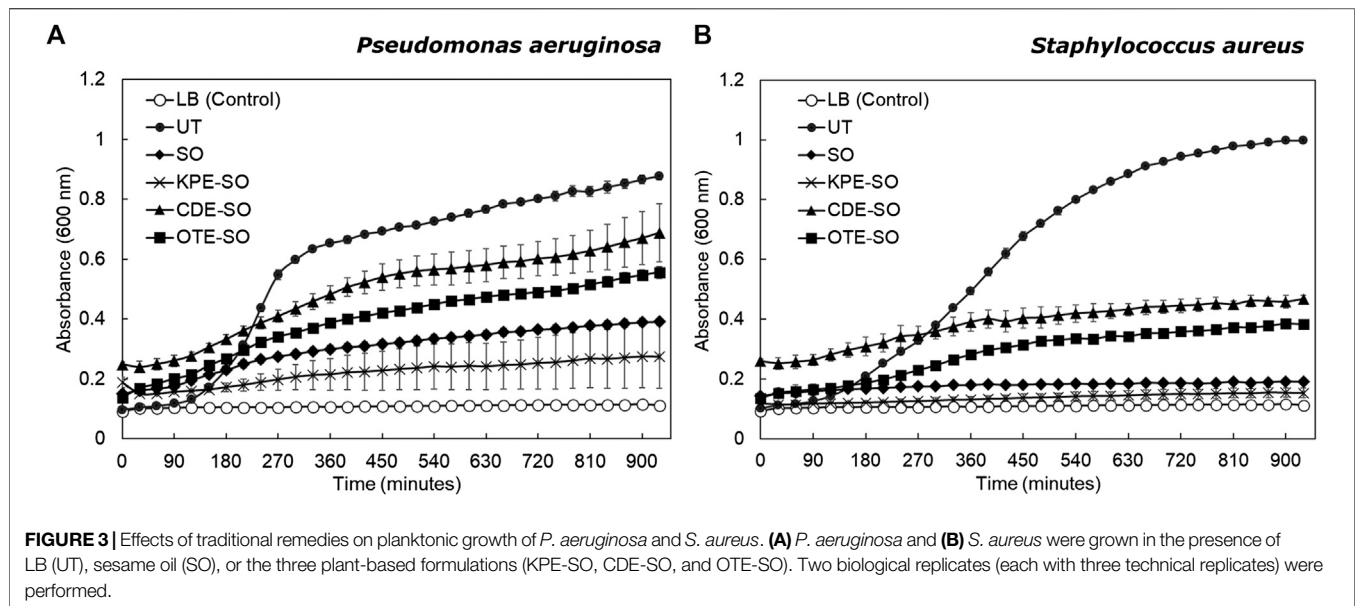 A
Pseudomonas aeruginosa
1.2
1
0.8
0.6
0.4
0.2
0
Absorbance (600 nm)
LB (Control)
UT
SO
KPE-SO
CDE-SO
OTE-SO
0 90 180 270 360 450 540 630 720 810 900
Time (minutes)
B
Staphylococcus aureus
1.2
1
0.8
0.6
0.4
0.2
0
Absorbance (600 nm)
LB (Control)
UT
SO
KPE-SO
CDE-SO
OTE-SO
0 90 180 270 360 450 540 630 720 810 900
Time (minutes)
FIGURE 3 | Effects of traditional remedies on planktonic growth of P. aeruginosa and S. aureus. (A) P. aeruginosa and (B) S. aureus were grown in the presence of
LB (UT), sesame oil (SO), or the three plant-based formulations (KPE-SO, CDE-SO, and OTE-SO). Two biological replicates (each with three technical replicates) were
performed.